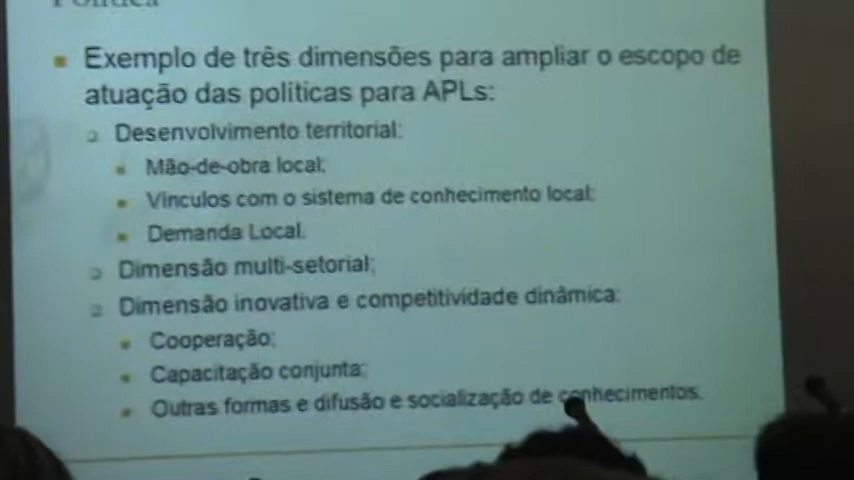 Política
Exemplo de três dimensões para ampliar o escopo de
atuação das políticas para APLs:
Desenvolvimento territorial:
Mão-de-obra local;
Vínculos com o sistema de conhecimento local;
Demanda Local.
Dimensão multi-setorial;
Dimensão inovativa e competitividade dinâmica:
Cooperação;
Capacitação conjunta;
Outras formas e difusão e socialização de conhecimentos.